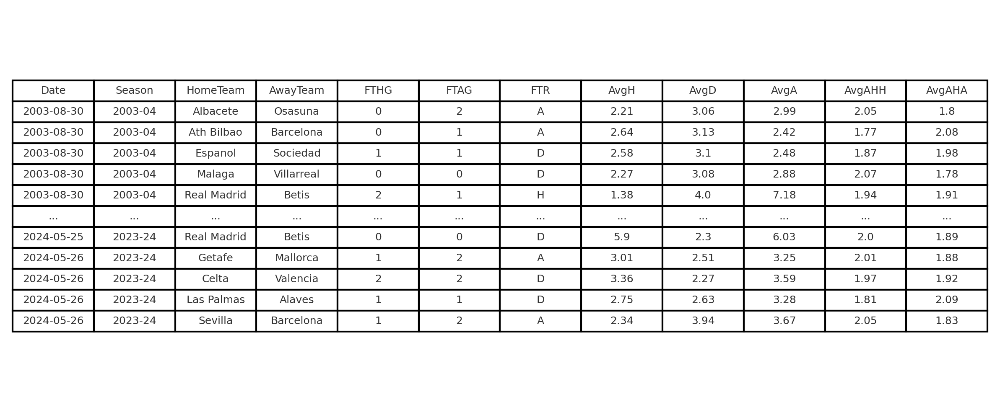 Date Season HomeTeam AwayTeam FTHG FTAG FTR AvgH AvgD AvgA AvgAHH AvgAHA
2003-08-30 2003-04 Albacete Osasuna 0 2 A 2.21 3.06 2.99 2.05 1.8
2003-08-30 2003-04 Ath Bilbao Barcelona 0 1 A 2.64 3.13 2.42 1.77 2.08
2003-08-30 2003-04 Espanol Sociedad 1 1 D 2.58 3.1 2.48 1.87 1.98
2003-08-30 2003-04 Malaga Villarreal 0 0 D 2.27 3.08 2.88 2.07 1.78
2003-08-30 2003-04 Real Madrid Betis 2 1 H 1.38 4.0 7.18 1.94 1.91
... ... ... ... ... ... ... ... ... ... ... ...
2024-05-25 2023-24 Real Madrid Betis 0 0 D 5.9 2.3 6.03 2.0 1.89
2024-05-26 2023-24 Getafe Mallorca 1 2 A 3.01 2.51 3.25 2.01 1.88
2024-05-26 2023-24 Celta Valencia 2 2 D 3.36 2.27 3.59 1.97 1.92
2024-05-26 2023-24 Las Palmas Alaves 1 1 D 2.75 2.63 3.28 1.81 2.09
2024-05-26 2023-24 Sevilla Barcelona 1 2 A 2.34 3.94 3.67 2.05 1.83